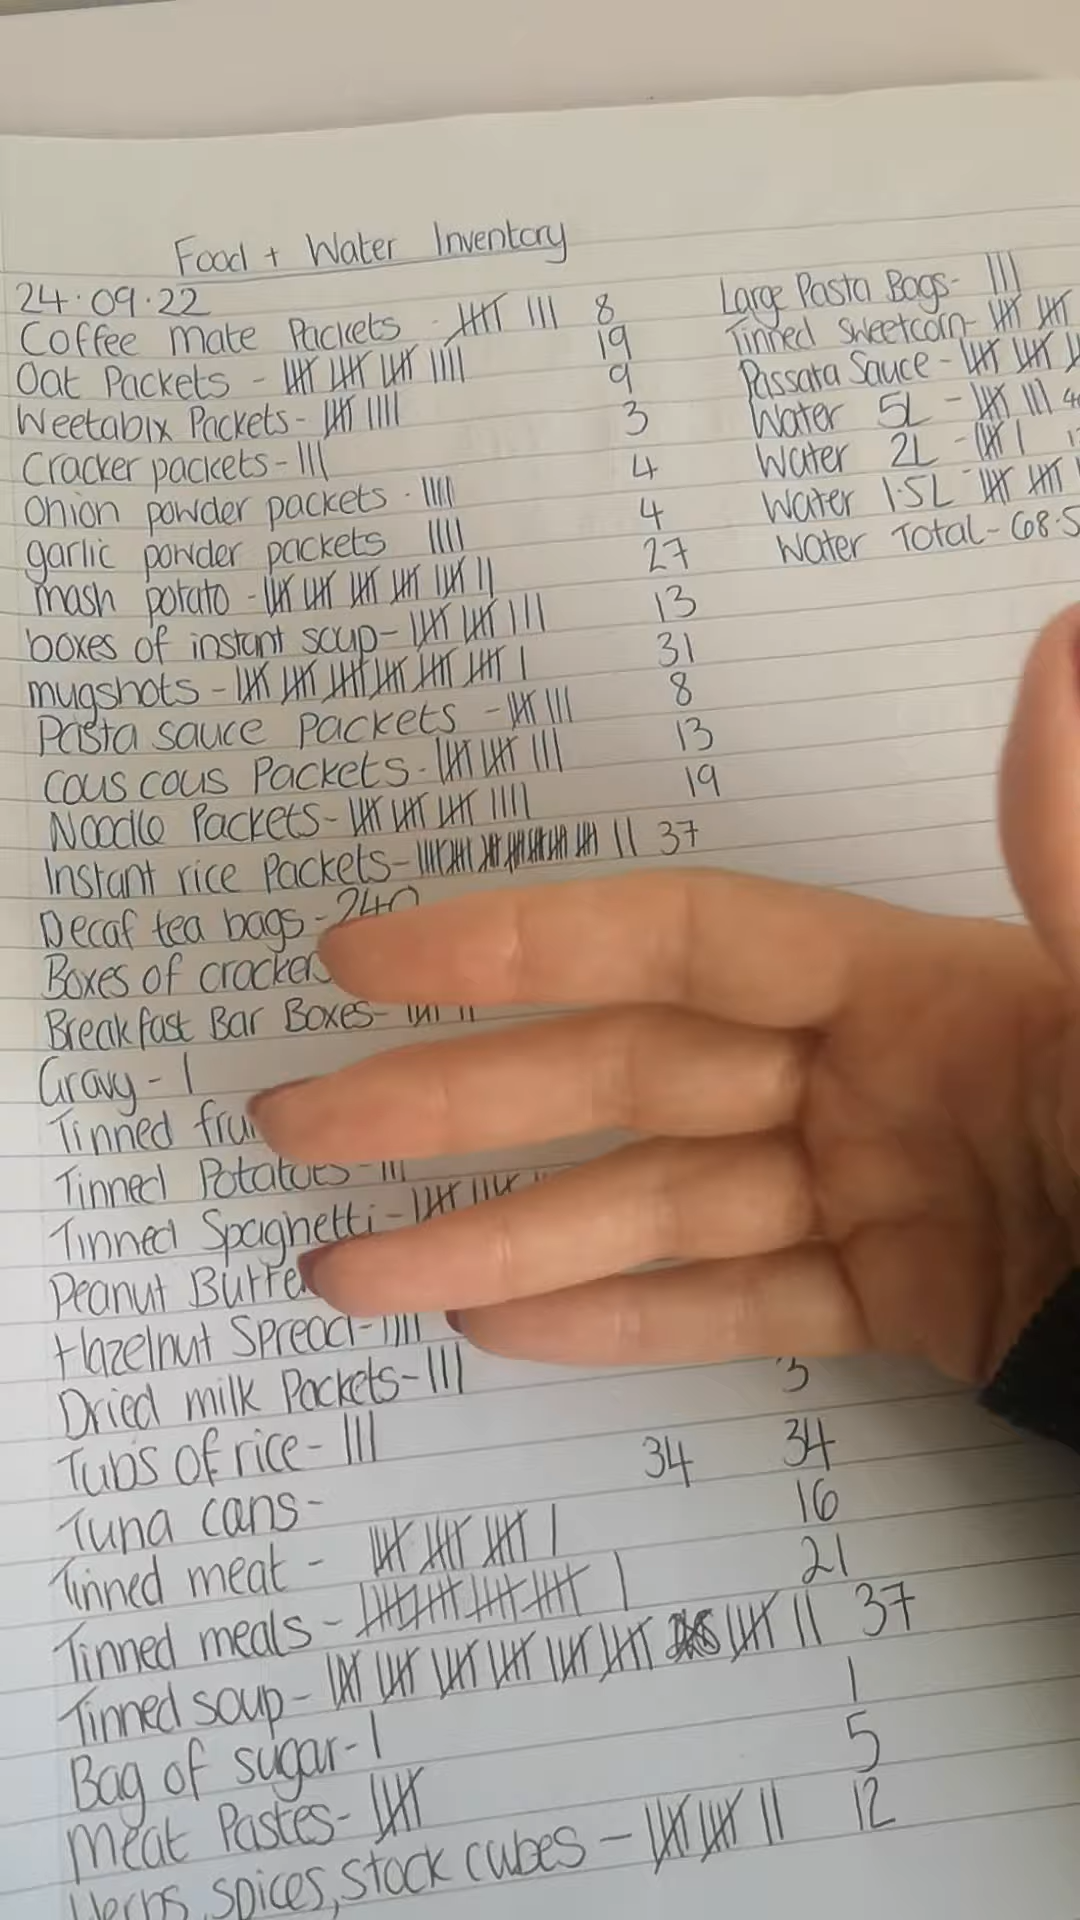 Food + Water Inventory
24.09.22
Coffee mate Packets - 𝍸 ||| 8
Oat Packets - 𝍸 𝍸 𝍸 |||| 19
Weetabix Packets - 𝍸 |||| 9
Cracker packets - ||| 3
onion powder packets - |||| 4
garlic powder packets |||| 4
mash potato - 𝍸 𝍸 𝍸 𝍸 𝍸 || 27
boxes of instant soup - 𝍸 𝍸 ||| 13
mugshots - 𝍸 𝍸 𝍸 𝍸 𝍸 𝍸 | 31
Pasta sauce packets - 𝍸 ||| 8
cous cous Packets - 𝍸 𝍸 ||| 13
Noodle Packets - 𝍸 𝍸 𝍸 |||| 19
Instant rice Packets - 𝍸 𝍸 𝍸 𝍸 𝍸 𝍸 𝍸 || 37
Decaf tea bags - 240
Boxes of cracker
Breakfast Bar Boxes - 𝍸 ||
Gravy - 1
Tinned
Tinned Potatoes - |||
Tinned Spaghetti - 𝍸
Peanut
Hazelnut Spread - ||||
Dried milk Packets - ||| 3
Tubs of rice - |||
Tuna cans - 34 34
Tinned meat - 𝍸 𝍸 𝍸 | 16
Tinned meals - 𝍸 𝍸 𝍸 𝍸 | 21
Tinned soup - 𝍸 𝍸 𝍸 𝍸 𝍸 𝍸 𝍸 || 37
Bag of sugar - 1 1
Meat Pastes - 𝍸 5
Herbs, spices, stock cubes - 𝍸 𝍸 || 12
Large Pasta Bags - |||
Tinned Sweetcorn - 𝍸 𝍸
Passata Sauce - 𝍸 𝍸
Water 5L - 𝍸 |||
Water 2L - 𝍸 |
Water 1.5L 𝍸 𝍸
Water Total - 68.5